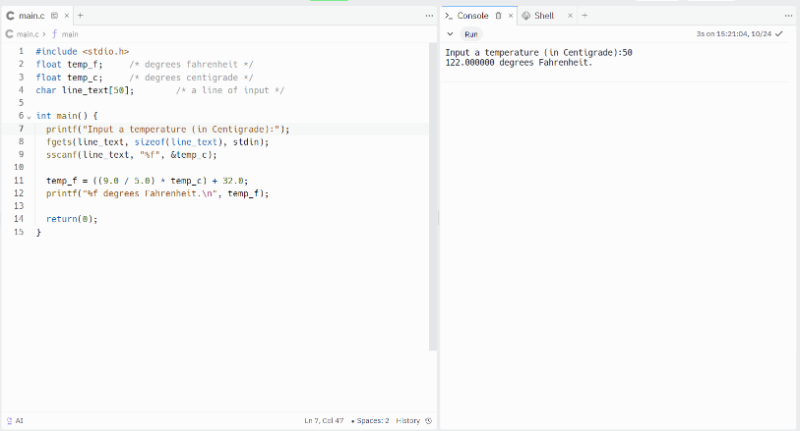 main.c
main.c > f main
1 #include <stdio.h>
2 float temp_f;     /* degrees fahrenheit */
3 float temp_c;     /* degrees centigrade */
4 char line_text[50];        /* a line of input */
5
6 int main() {
7   printf("Input a temperature (in Centigrade):");
8   fgets(line_text, sizeof(line_text), stdin);
9   sscanf(line_text, "%f", &temp_c);
10
11   temp_f = ((9.0 / 5.0) * temp_c) + 32.0;
12   printf("%f degrees Fahrenheit.\n", temp_f);
13
14   return(0);
15 }
AI
Ln 7, Col 47 • Spaces: 2 History
Console
Shell
Run
3s on 15:21:04, 10/24
Input a temperature (in Centigrade):50
122.000000 degrees Fahrenheit.